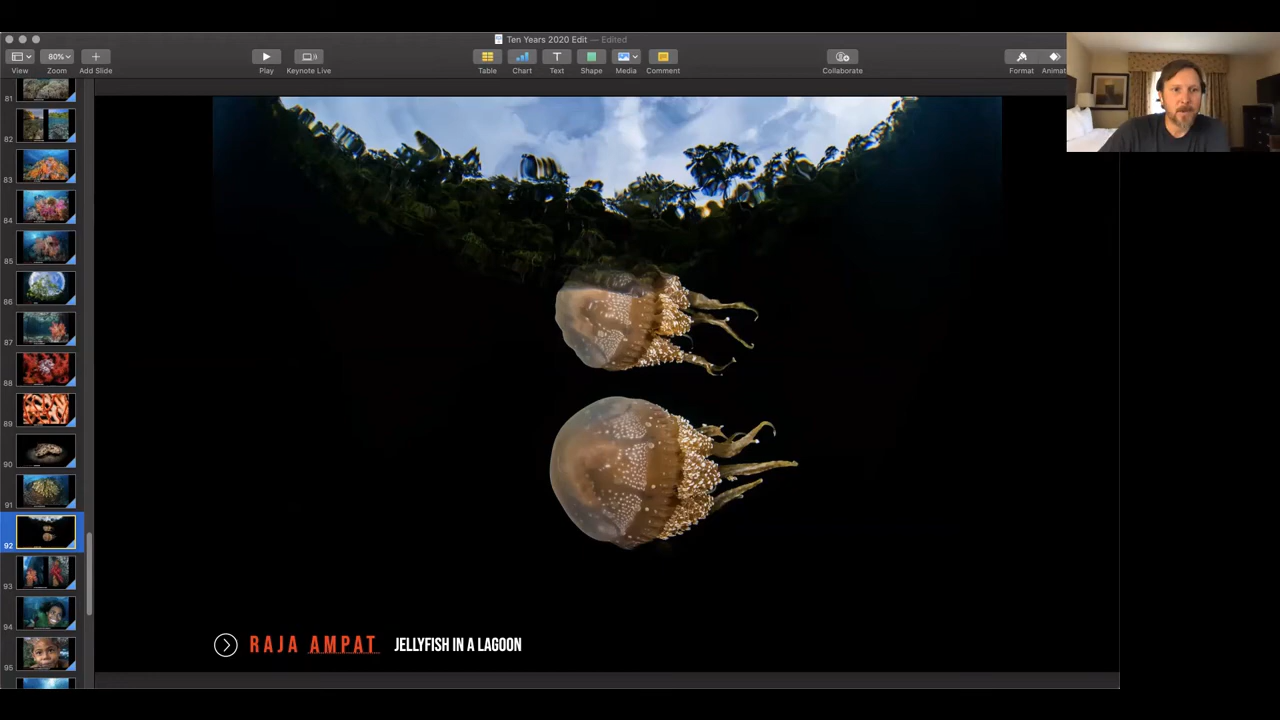 Ten Years 2020 Edit — Edited
80%
View
Zoom
Add Slide
Play
Keynote Live
Table
Chart
Text
Shape
Media
Comment
Collaborate
Format
Animat
81
82
83
84
85
86
87
88
89
90
91
92
93
94
95
RAJA AMPAT JELLYFISH IN A LAGOON